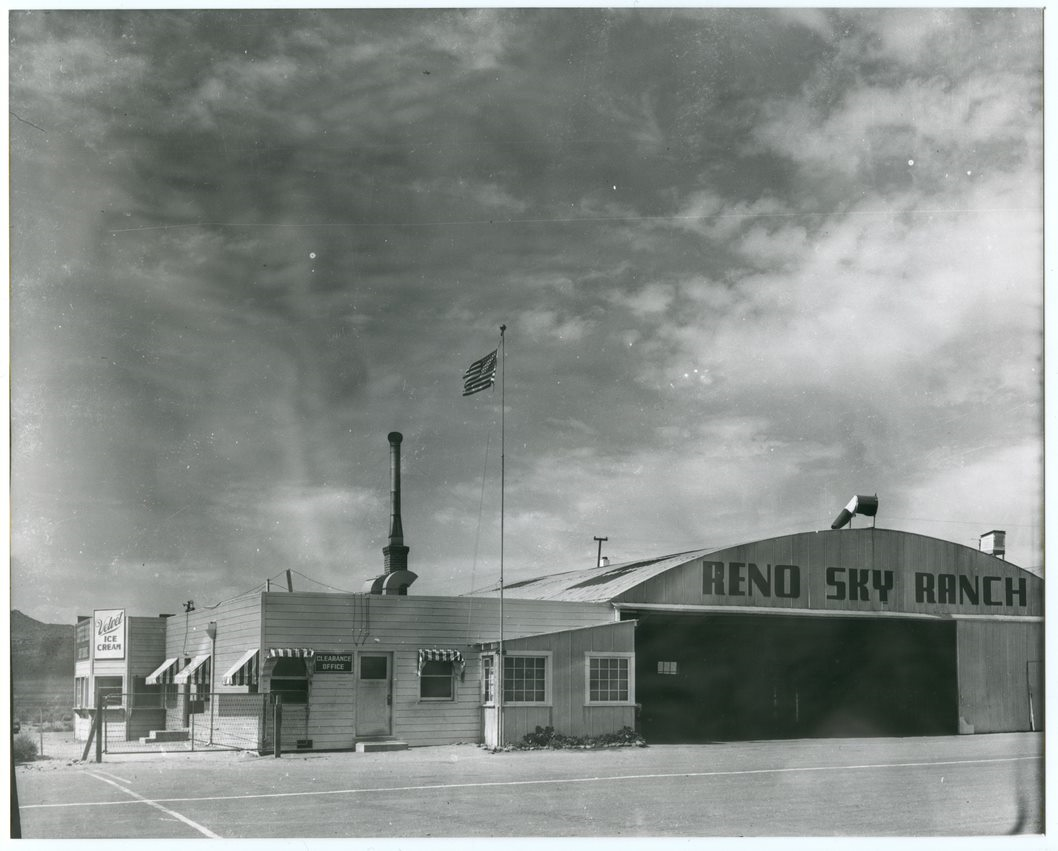 Velvet
ICE
CREAM
CLEARANCE
OFFICE
RENO SKY RANCH